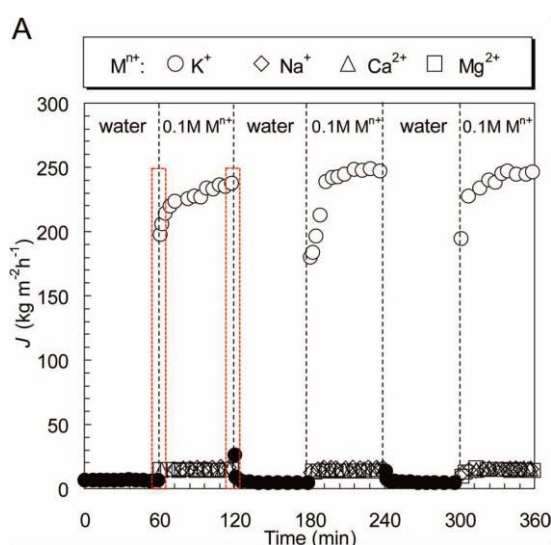 A
Mⁿ⁺: K⁺ Na⁺ Ca²⁺ Mg²⁺
300
250
200
150
100
50
0
J (kg m⁻²h⁻¹)
water 0.1M Mⁿ⁺ water 0.1M Mⁿ⁺ water 0.1M Mⁿ⁺
0 60 120 180 240 300 360
Time (min)